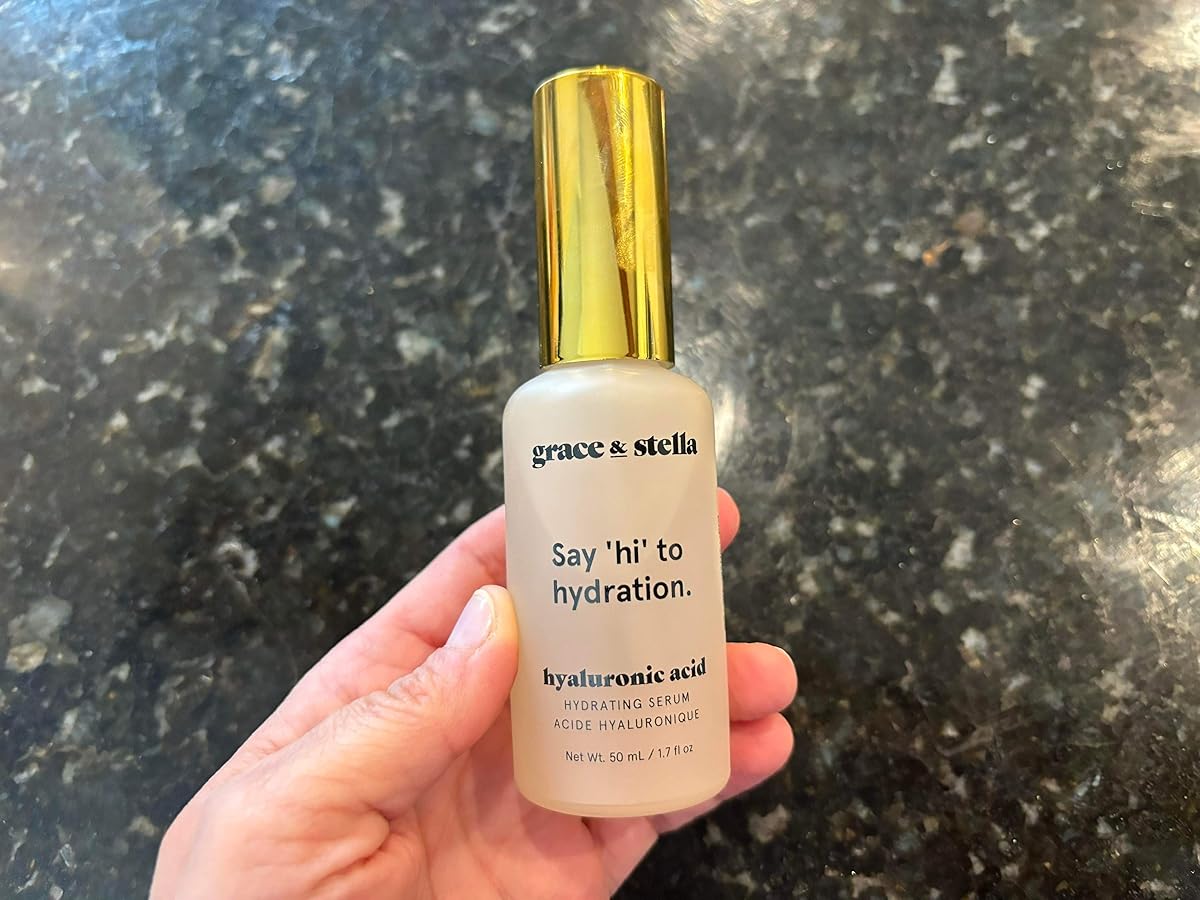 grace & stella
Say 'hi' to
hydration.
hyaluronic acid
HYDRATING SERUM
ACIDE HYALURONIQUE
Net Wt. 50 mL / 1.7 fl oz